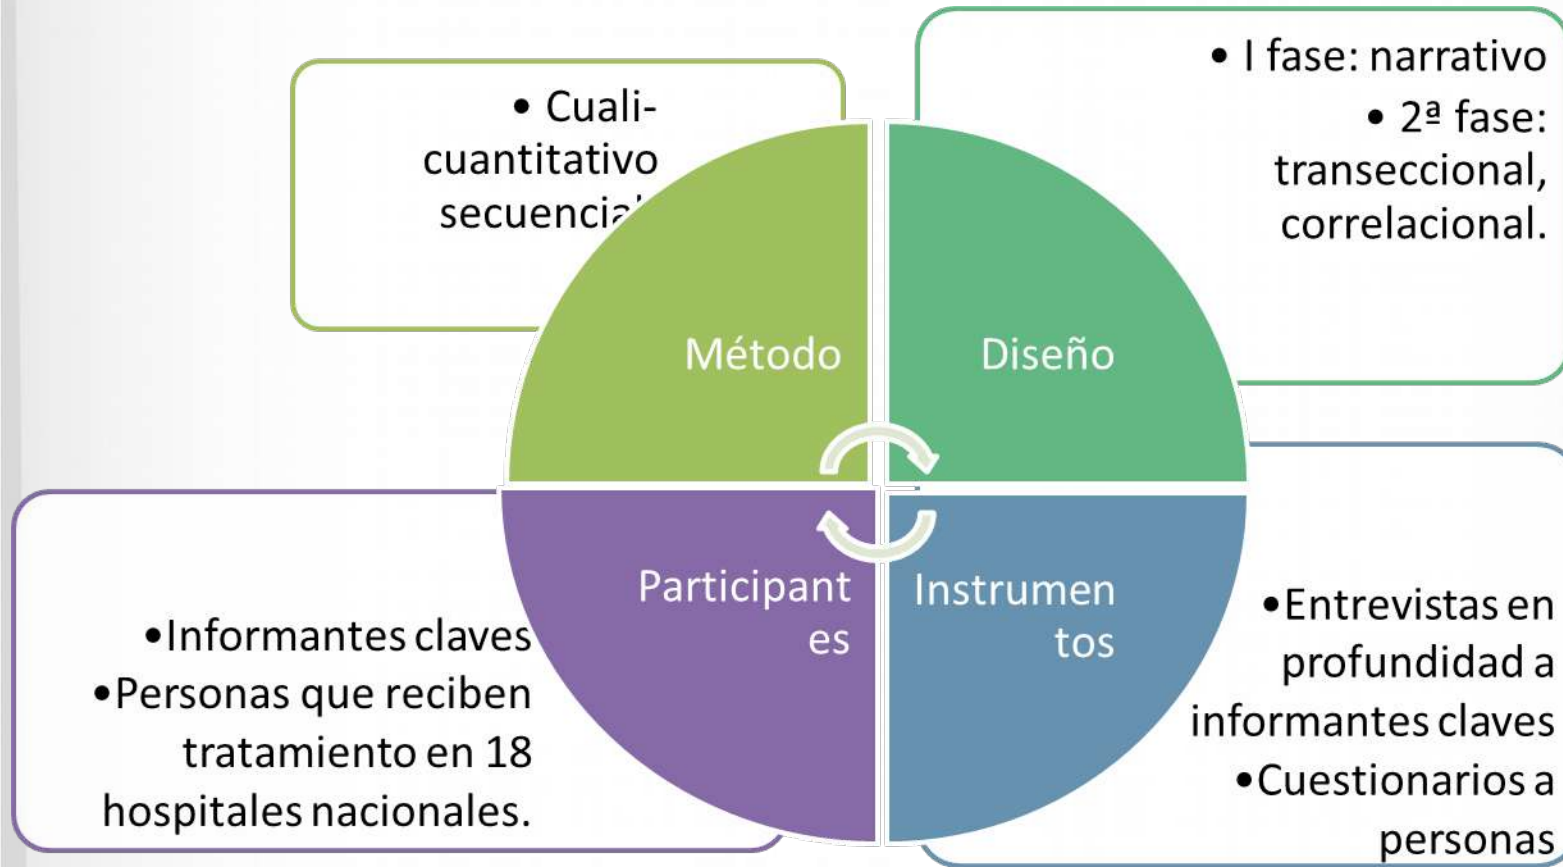 • Cuali-
cuantitativo
secuencial
Método
• I fase: narrativo
• 2ª fase:
transeccional,
correlacional.
Diseño
Participant
es
•Informantes claves
•Personas que reciben
tratamiento en 18
hospitales nacionales.
Instrumen
tos
•Entrevistas en
profundidad a
informantes claves
•Cuestionarios a
personas